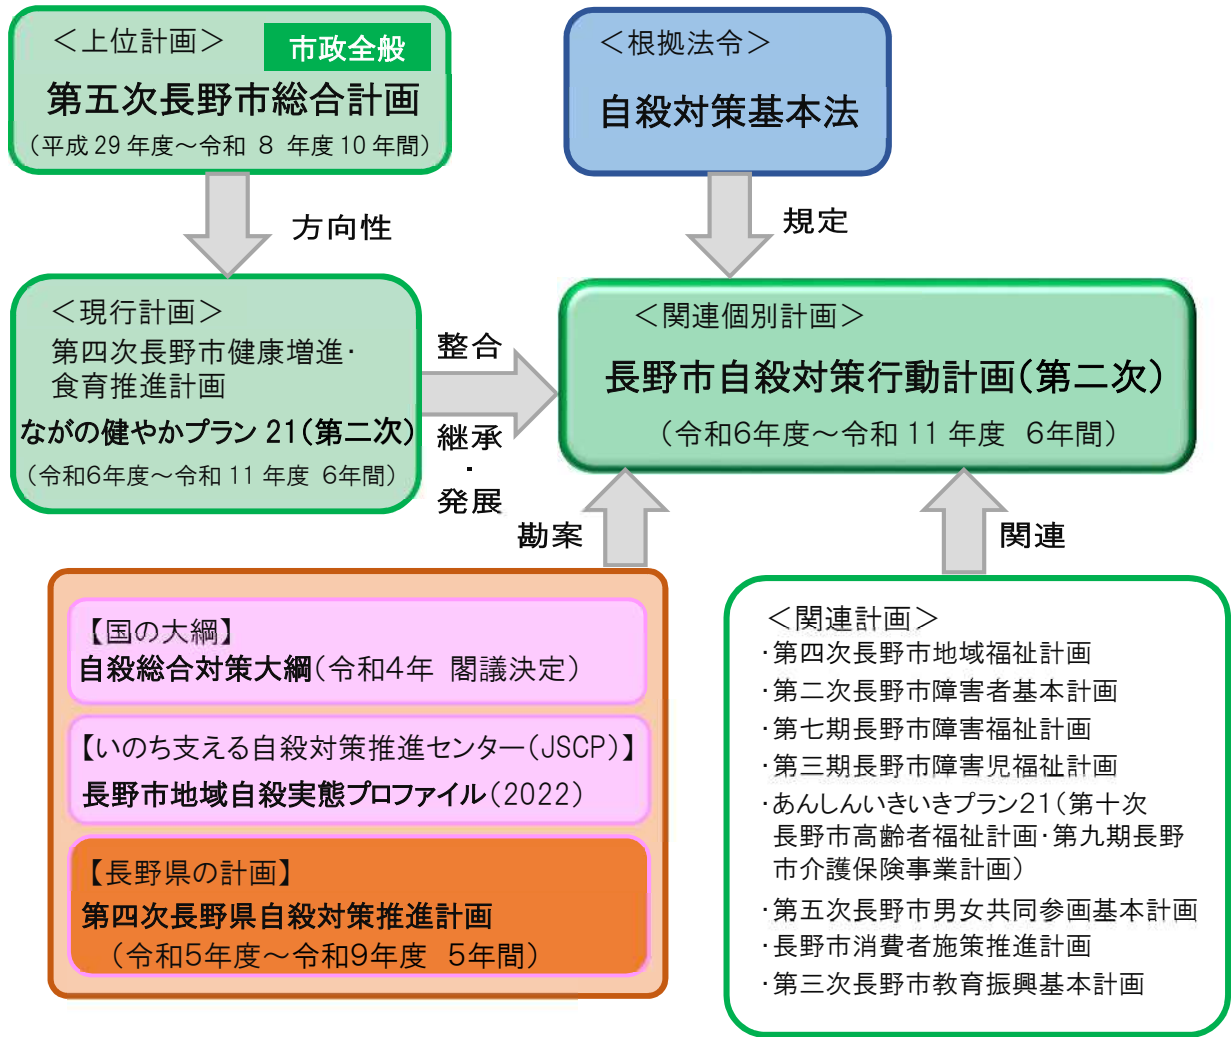 ＜上位計画＞
市政全般
第五次長野市総合計画
（平成29年度～令和 8 年度10年間）
＜根拠法令＞
自殺対策基本法
方向性
規定
＜現行計画＞
第四次長野市健康増進・
食育推進計画
ながの健やかプラン 21（第二次）
（令和6年度～令和 11 年度 6年間）
整合
継承
・
発展
＜関連個別計画＞
長野市自殺対策行動計画（第二次）
（令和6年度～令和 11 年度 6年間）
勘案
関連
【国の大綱】
自殺総合対策大綱（令和4年 閣議決定）
【いのち支える自殺対策推進センター（JSCP）】
長野市地域自殺実態プロファイル（2022）
【長野県の計画】
第四次長野県自殺対策推進計画
（令和5年度～令和9年度 5年間）
＜関連計画＞
・第四次長野市地域福祉計画
・第二次長野市障害者基本計画
・第七期長野市障害福祉計画
・第三期長野市障害児福祉計画
・あんしんいきいきプラン21（第十次
長野市高齢者福祉計画・第九期長野
市介護保険事業計画）
・第五次長野市男女共同参画基本計画
・長野市消費者施策推進計画
・第三次長野市教育振興基本計画